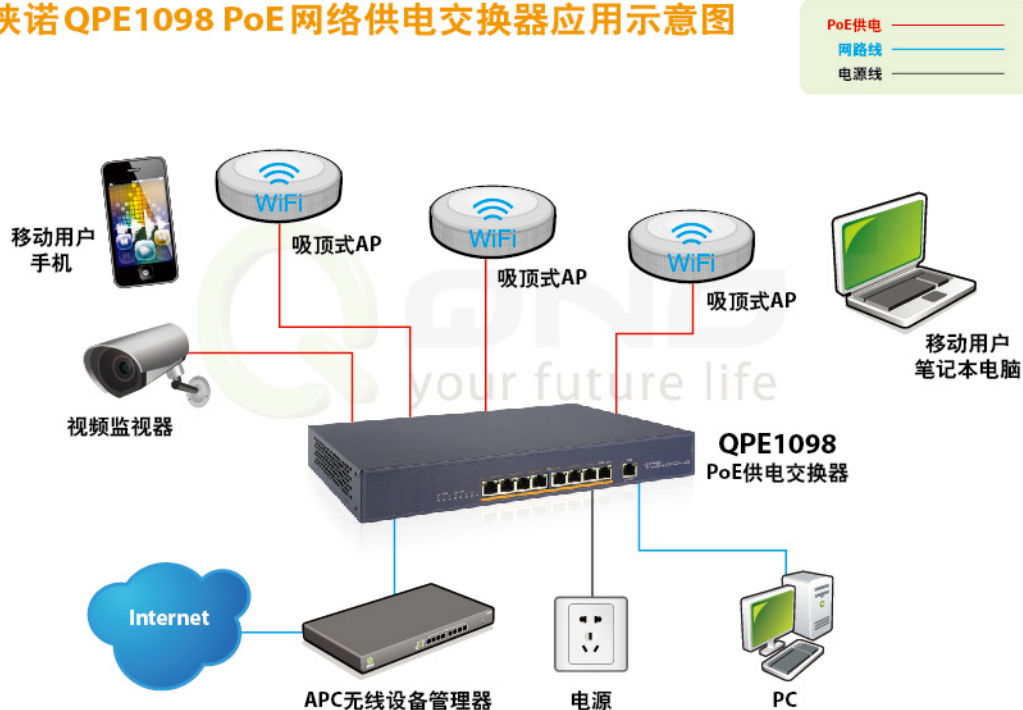 侠诺QPE1098 PoE网络供电交换器应用示意图
PoE供电
网路线
电源线
WiFi
移动用户
手机
吸顶式AP
WiFi
吸顶式AP
WiFi
吸顶式AP
QNO
your future life
移动用户
笔记本电脑
视频监视器
QPE1098
PoE供电交换器
Internet
APC无线设备管理器
电源
PC